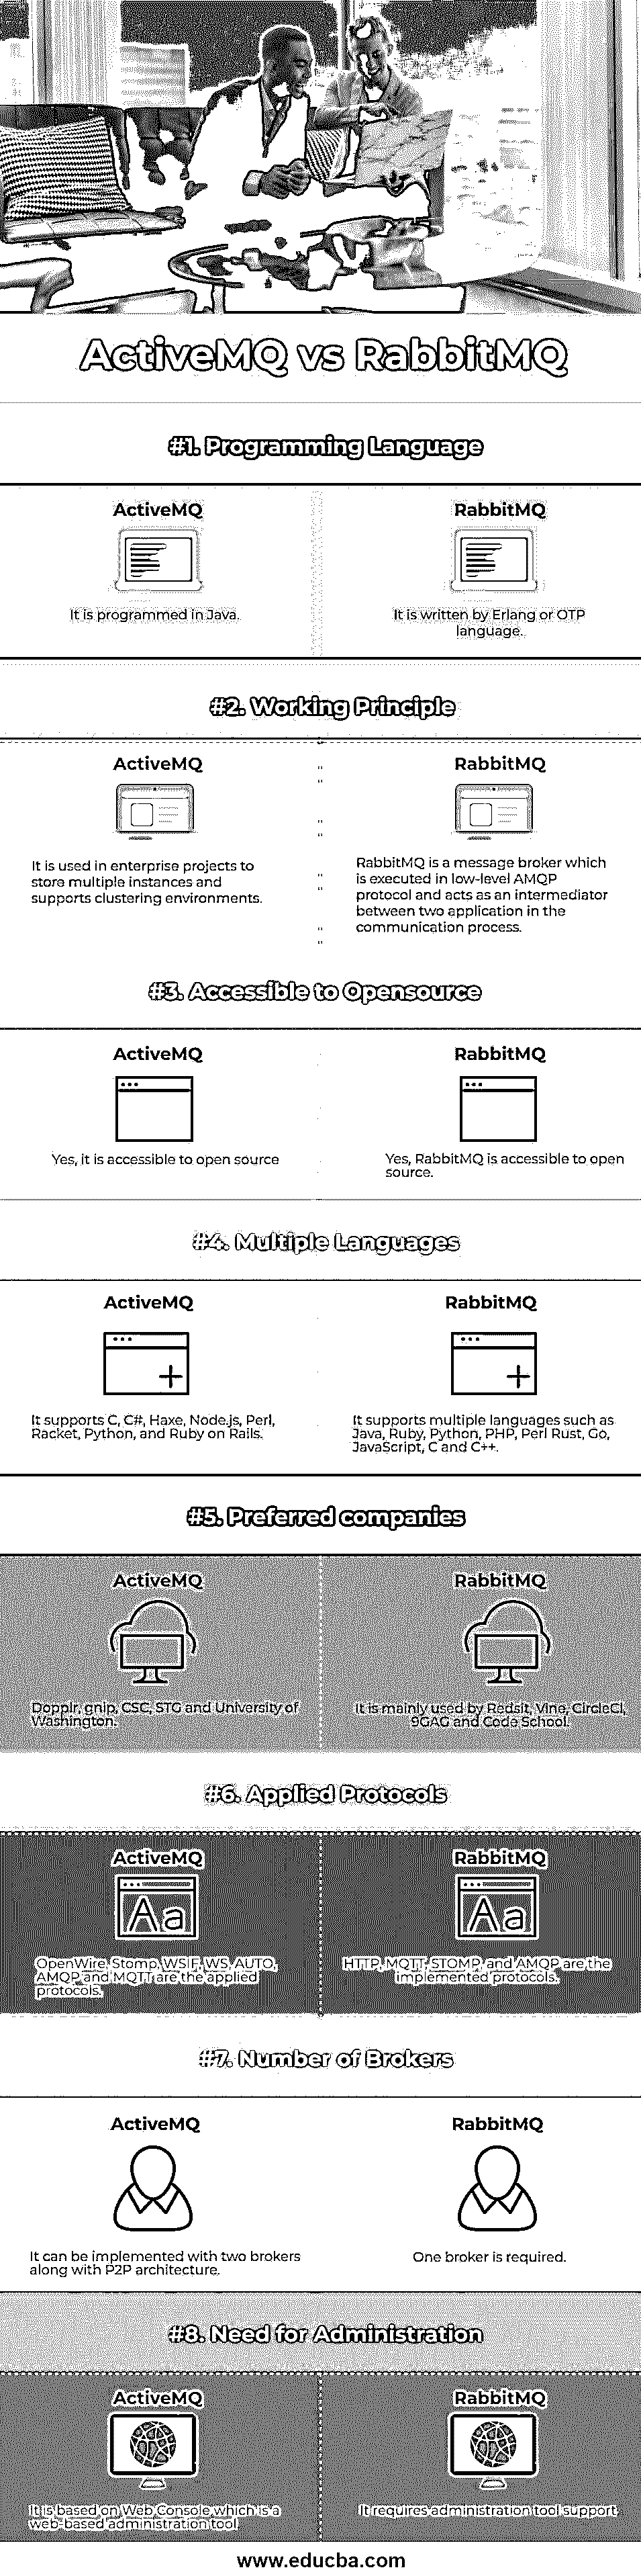 ActiveMQ vs RabbitMQ
#1. Programming Language
ActiveMQ
It is programmed in Java.
RabbitMQ
It is written by Erlang or OTP
language.
#2. Working Principle
ActiveMQ
It is used in enterprise projects to
store multiple instances and
supports clustering environments.
RabbitMQ
RabbitMQ is a message broker which
is executed in low-level AMQP
protocol and acts as an intermediator
between two application in the
communication process.
#3. Accessible to Opensource
ActiveMQ
Yes, it is accessible to open source
RabbitMQ
Yes, RabbitMQ is accessible to open
source.
#4. Multiple Languages
ActiveMQ
It supports C, C#, Haxe, Node.js, Perl,
Racket, Python, and Ruby on Rails.
RabbitMQ
It supports multiple languages such as
Java, Ruby, Python, PHP, Perl Rust, Go,
JavaScript, C and C++.
#5. Preferred companies
ActiveMQ
Dopplr, gnip, CSC, STG and University of
Washington.
RabbitMQ
It is mainly used by Redsit, Vine, CircleCI,
9GAG and Code School.
#6. Applied Protocols
ActiveMQ
OpenWire, Stomp, WSIF, WS, AUTO,
AMQP and MQTT are the applied
protocols.
RabbitMQ
HTTP, MQTT STOMP, and AMQP are the
implemented protocols.
#7. Number of Brokers
ActiveMQ
It can be implemented with two brokers
along with P2P architecture.
RabbitMQ
One broker is required.
#8. Need for Administration
ActiveMQ
It is based on Web Console which is a
web-based administration tool
RabbitMQ
It requires administration tool support.
www.educba.com